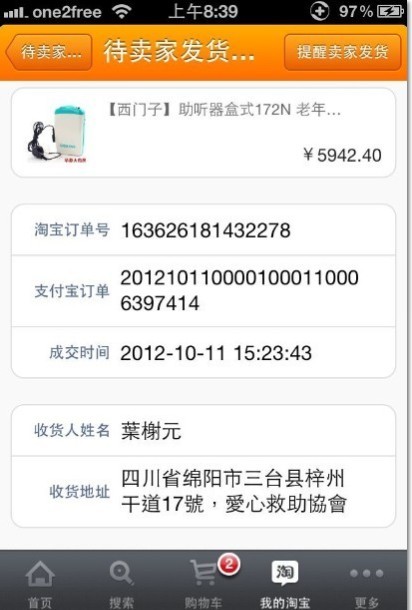 one2free 上午8:39 97%
待卖家... 待卖家发货... 提醒卖家发货
【西门子】助听器盒式172N 老年...
￥5942.40
淘宝订单号 163626181432278
支付宝订单 201210110000100011000
6397414
成交时间 2012-10-11 15:23:43
收货人姓名 葉榭元
收货地址 四川省绵阳市三台县梓州
干道17號，愛心救助協會
2
淘
首页 搜索 购物车 我的淘宝 更多